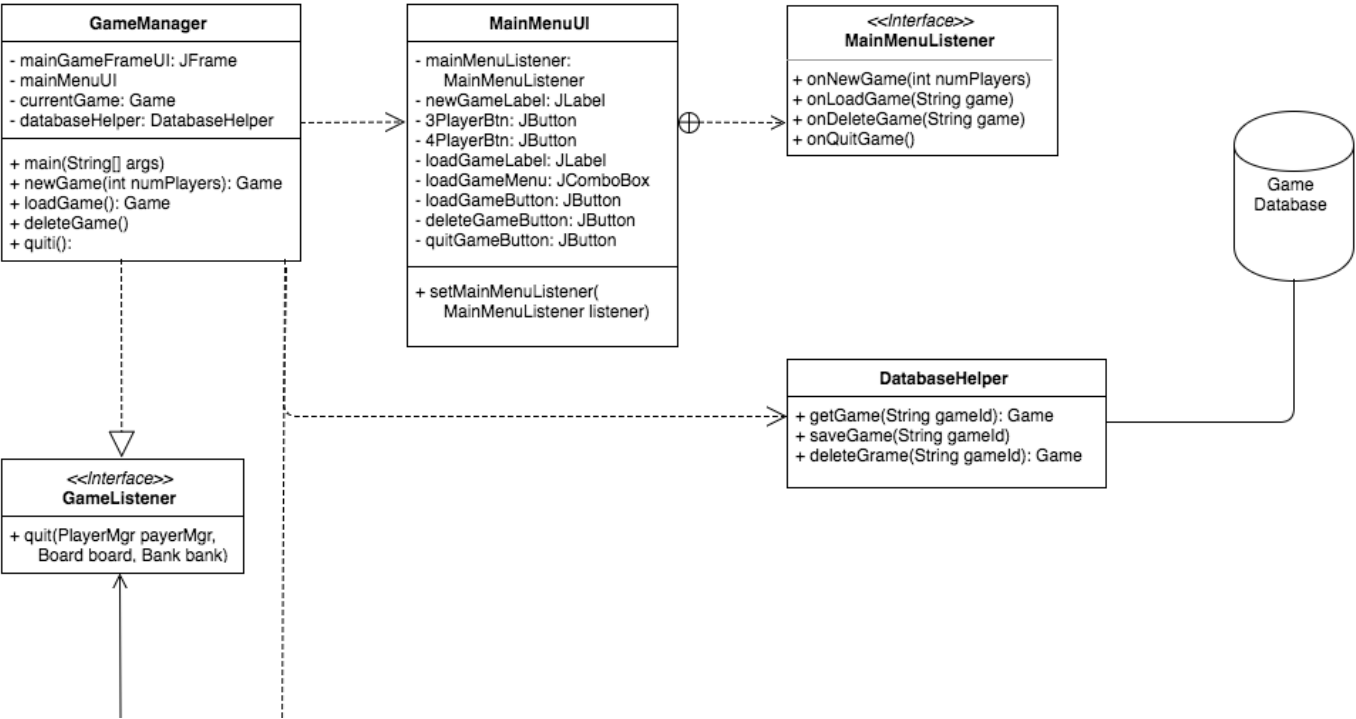 GameManager
- mainGameFrameUI: JFrame
- mainMenuUI
- currentGame: Game
- databaseHelper: DatabaseHelper
+ main(String[] args)
+ newGame(int numPlayers): Game
+ loadGame(): Game
+ deleteGame()
+ quiti():
MainMenuUI
- mainMenuListener:
MainMenuListener
- newGameLabel: JLabel
- 3PlayerBtn: JButton
- 4PlayerBtn: JButton
- loadGameLabel: JLabel
- loadGameMenu: JComboBox
- loadGameButton: JButton
- deleteGameButton: JButton
- quitGameButton: JButton
+ setMainMenuListener(
MainMenuListener listener)
<<Interface>>
MainMenuListener
+ onNewGame(int numPlayers)
+ onLoadGame(String game)
+ onDeleteGame(String game)
+ onQuitGame()
Game
Database
DatabaseHelper
+ getGame(String gameId): Game
+ saveGame(String gameId)
+ deleteGrame(String gameId): Game
<<Interface>>
GameListener
+ quit(PlayerMgr payerMgr,
Board board, Bank bank)